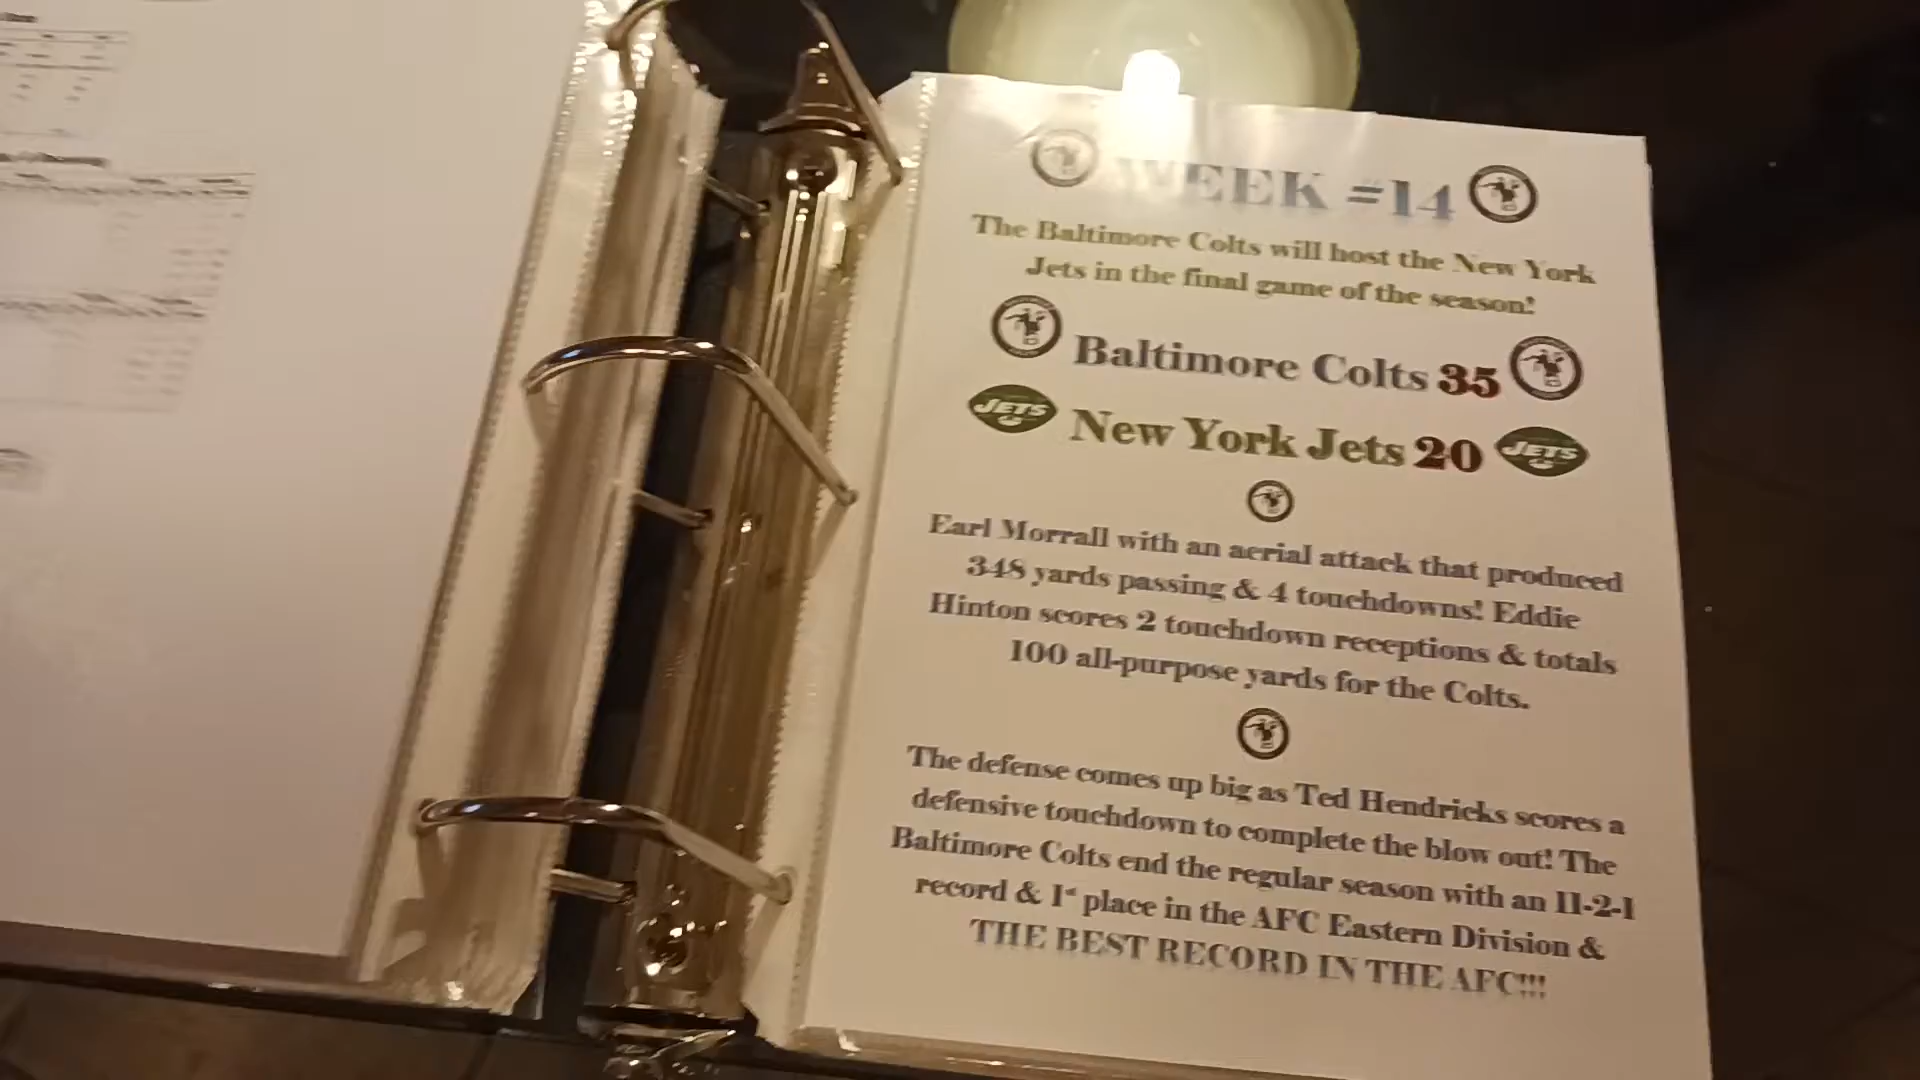 WEEK #14
The Baltimore Colts will host the New York
Jets in the final game of the season!
Baltimore Colts 35
JETS New York Jets 20 JETS
Earl Morrall with an aerial attack that produced
348 yards passing & 4 touchdowns! Eddie
Hinton scores 2 touchdown receptions & totals
100 all-purpose yards for the Colts.
The defense comes up big as Ted Hendricks scores a
defensive touchdown to complete the blow out! The
Baltimore Colts end the regular season with an 11-2-1
record & 1st place in the AFC Eastern Division &
THE BEST RECORD IN THE AFC!!!